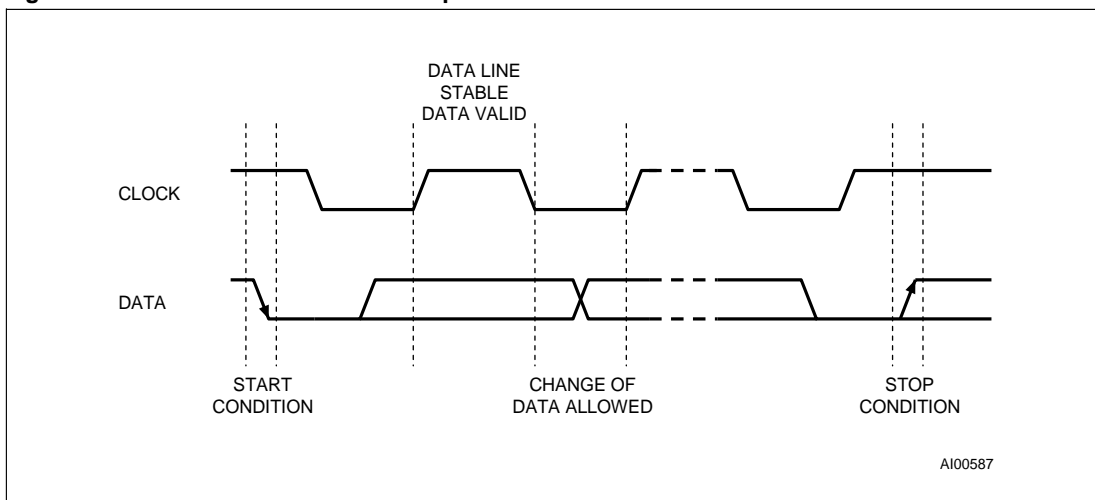 DATA LINE
STABLE
DATA VALID
CLOCK
DATA
START
CONDITION
CHANGE OF
DATA ALLOWED
STOP
CONDITION
AI00587